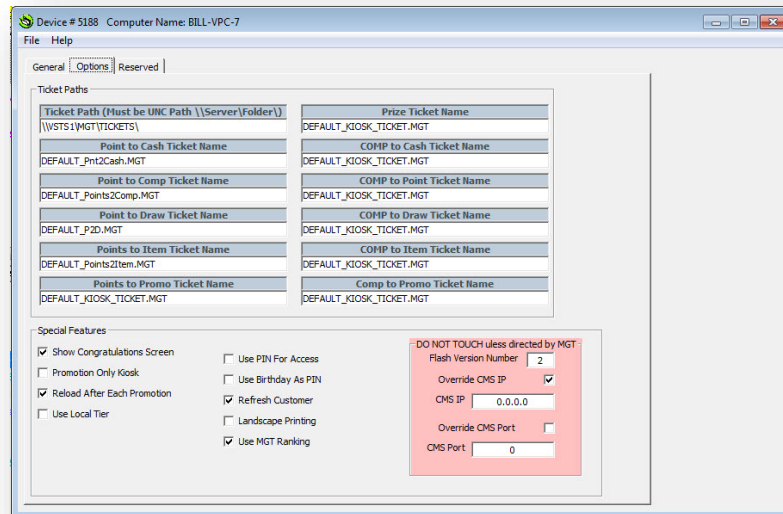 Device # 5188 Computer Name: BILL-VPC-7
File Help
General Options Reserved
Ticket Paths
Ticket Path (Must be UNC Path \\Server\Folder\)
\\VSTS1\MGT\TICKETS\
Prize Ticket Name
DEFAULT_KIOSK_TICKET.MGT
Point to Cash Ticket Name
DEFAULT_Pnt2Cash.MGT
COMP to Cash Ticket Name
DEFAULT_KIOSK_TICKET.MGT
Point to Comp Ticket Name
DEFAULT_Points2Comp.MGT
COMP to Point Ticket Name
DEFAULT_KIOSK_TICKET.MGT
Point to Draw Ticket Name
DEFAULT_P2D.MGT
COMP to Draw Ticket Name
DEFAULT_KIOSK_TICKET.MGT
Points to Item Ticket Name
DEFAULT_Points2Item.MGT
COMP to Item Ticket Name
DEFAULT_KIOSK_TICKET.MGT
Points to Promo Ticket Name
DEFAULT_KIOSK_TICKET.MGT
Comp to Promo Ticket Name
DEFAULT_KIOSK_TICKET.MGT
Special Features
Show Congratulations Screen
Promotion Only Kiosk
Reload After Each Promotion
Use Local Tier
Use PIN For Access
Use Birthday As PIN
Refresh Customer
Landscape Printing
Use MGT Ranking
DO NOT TOUCH uless directed by MGT
Flash Version Number 2
Override CMS IP
CMS IP 0.0.0.0
Override CMS Port
CMS Port 0